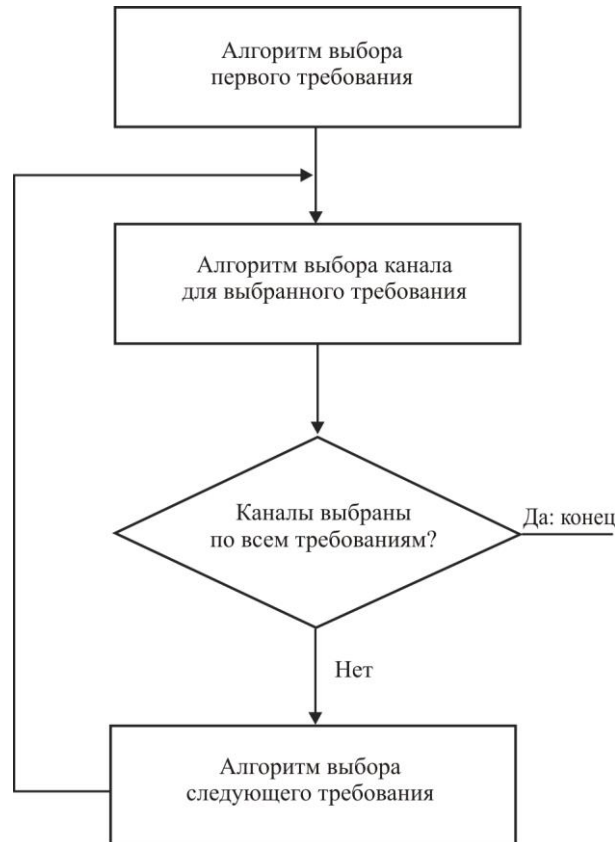 Алгоритм выбора
первого требования
Алгоритм выбора канала
для выбранного требования
Каналы выбраны
по всем требованиям?
Да: конец
Нет
Алгоритм выбора
следующего требования